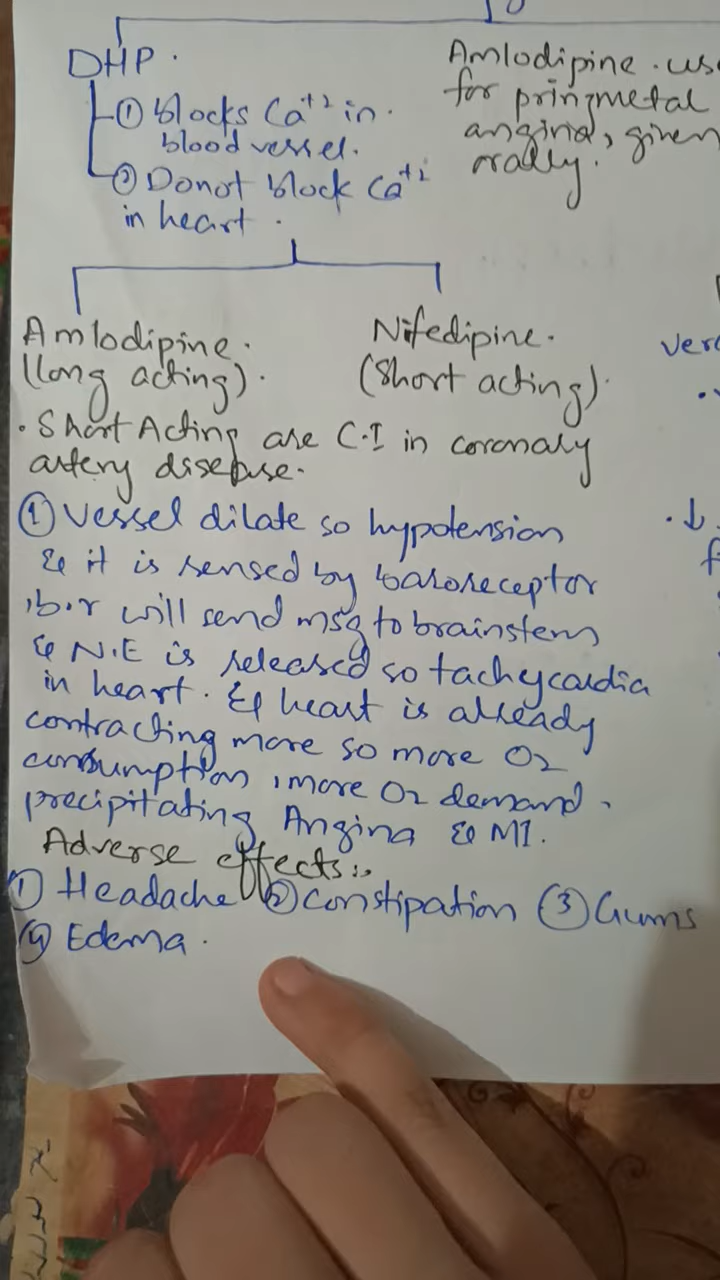 DHP.
① blocks Ca⁺² in.
blood vessel.
② Donot block Ca⁺²
in heart.
Amlodipine. us
for prinzmetal
angina, given
orally.
Amlodipine.
(long acting).
Nifedipine.
(short acting).
ver
• Short Acting are C.I in coronary
artery disease.
① Vessel dilate so hypotension
& it is sensed by baroreceptor
, b.r will send msg to brainstem
& N.E is released so tachycardia
in heart. & heart is already
contracting more so more O2
consumption, more O2 demand.
precipitating Angina & MI.
• ↓
f
Adverse effects:.
① Headache ② constipation ③ Gums
④ Edema.